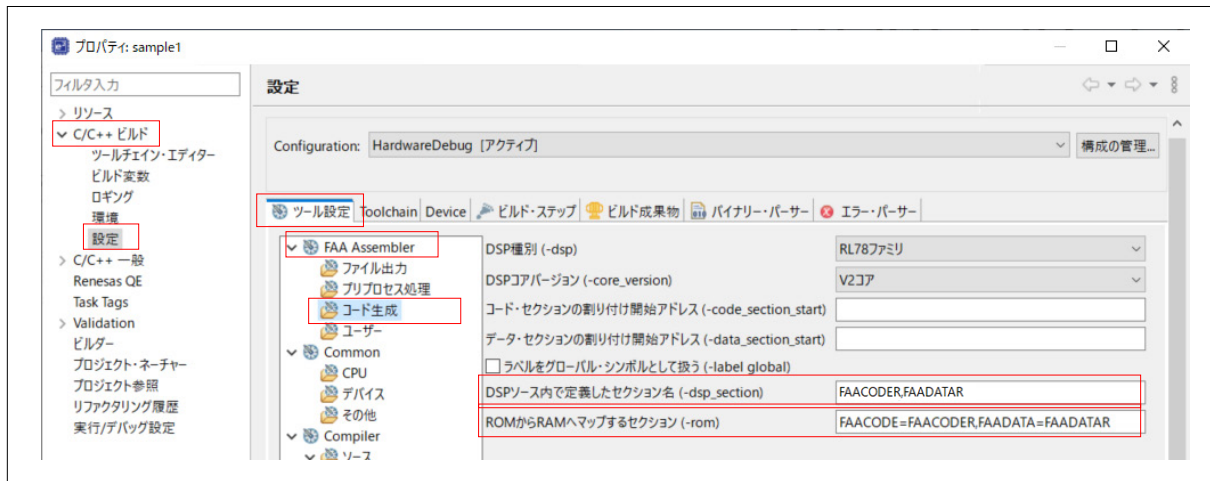 プロパティ: sample1
フィルタ入力
設定
> リソース
C/C++ ビルド
ツールチェイン・エディター
ビルド変数
ロギング
環境
設定
> C/C++ 一般
Renesas QE
Task Tags
> Validation
ビルダー
プロジェクト・ネーチャー
プロジェクト参照
リファクタリング履歴
実行/デバッグ設定
Configuration: HardwareDebug [アクティブ]
構成の管理...
ツール設定 Toolchain Device ビルド・ステップ ビルド成果物 バイナリー・パーサー エラー・パーサー
FAA Assembler
ファイル出力
プリプロセス処理
コード生成
ユーザー
Common
CPU
デバイス
その他
Compiler
ソース
DSP種別 (-dsp) RL78ファミリ
DSPコアバージョン (-core_version) V2コア
コード・セクションの割り付け開始アドレス (-code_section_start)
データ・セクションの割り付け開始アドレス (-data_section_start)
ラベルをグローバル・シンボルとして扱う (-label global)
DSPソース内で定義したセクション名 (-dsp_section) FAACODER,FAADATAR
ROMからRAMへマップするセクション (-rom) FAACODE=FAACODER,FAADATA=FAADATAR